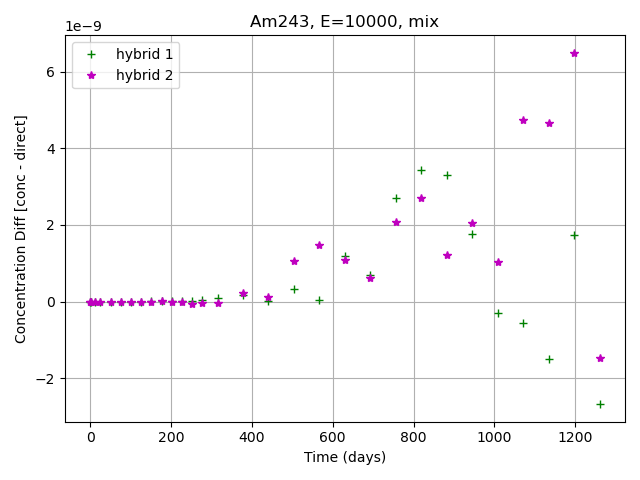 Am243, E=10000, mix
1e−9
hybrid 1
hybrid 2
6
4
2
0
−2
Concentration Diff [conc - direct]
0 200 400 600 800 1000 1200
Time (days)